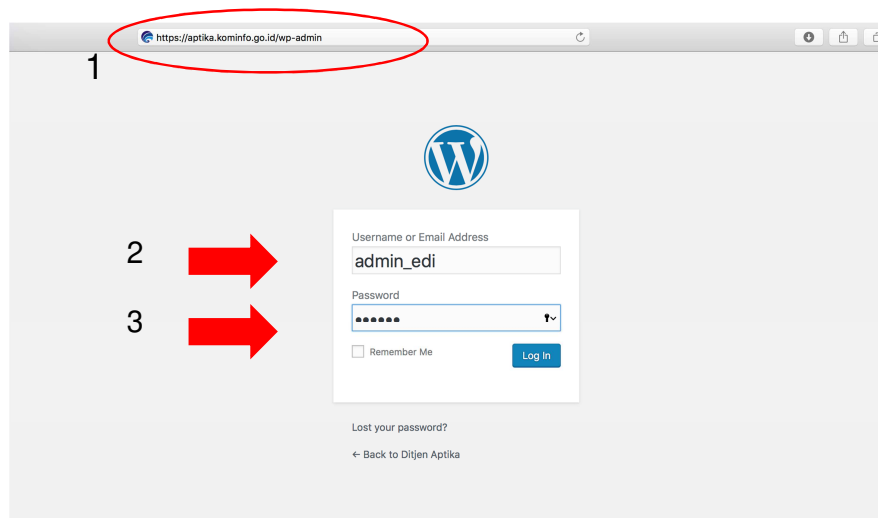 https://aptika.kominfo.go.id/wp-admin
1
Username or Email Address
2
admin_edi
Password
3
●●●●●●
Remember Me
Log In
Lost your password?
← Back to Ditjen Aptika